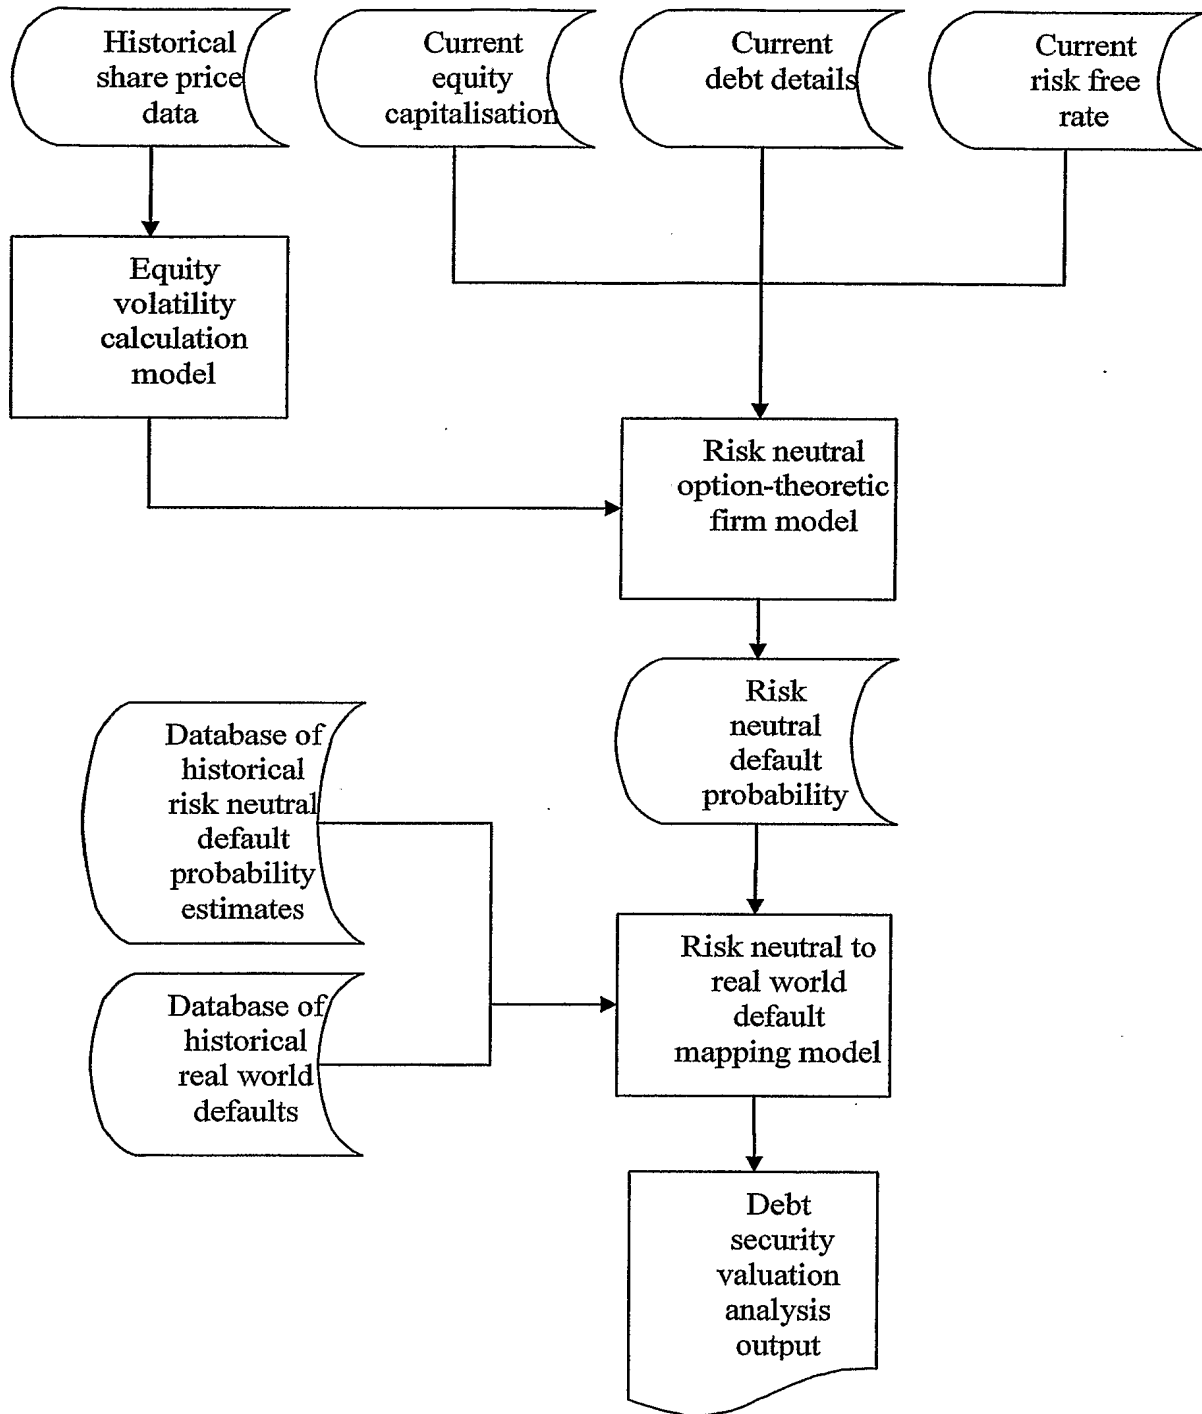 Historical
share price
data
Current
equity
capitalisation
Current
debt details
Current
risk free
rate
Equity
volatility
calculation
model
Risk neutral
option-theoretic
firm model
Risk
neutral
default
probability
Database of
historical
risk neutral
default
probability
estimates
Risk neutral to
real world
default
mapping model
Database of
historical
real world
defaults
Debt
security
valuation
analysis
output